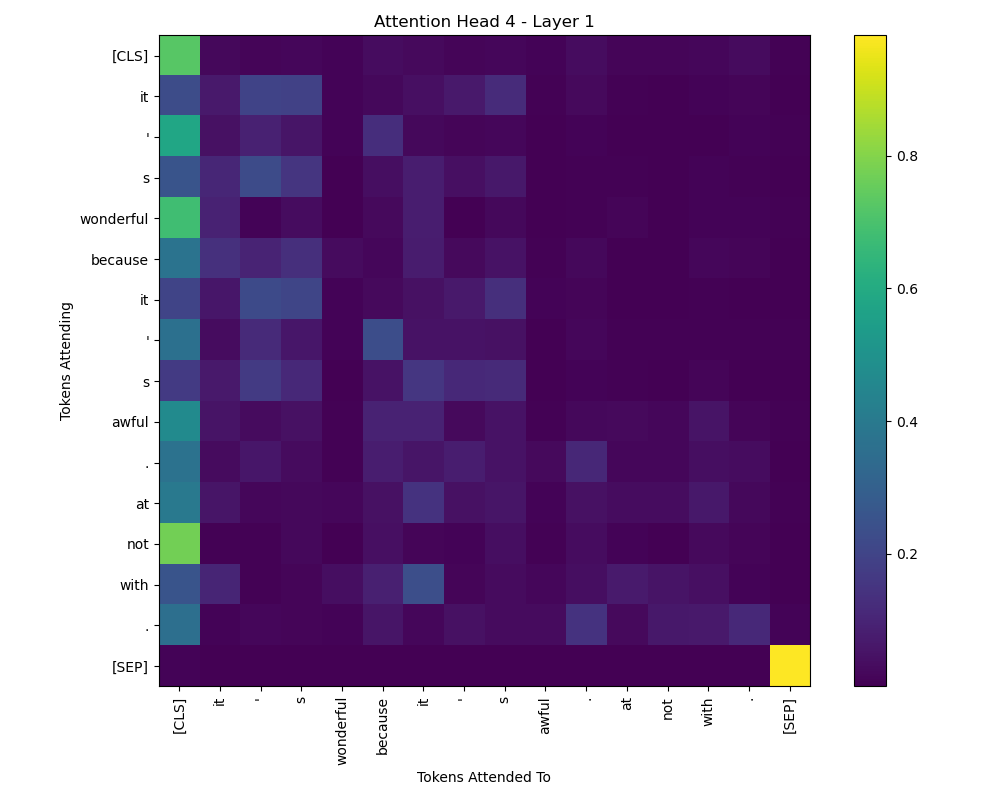 Attention Head 4 - Layer 1
[CLS]
it
'
s
wonderful
because
it
'
s
awful
.
at
not
with
.
[SEP]
Tokens Attending
[CLS]
it
'
s
wonderful
because
it
'
s
awful
.
at
not
with
.
[SEP]
Tokens Attended To
0.8
0.6
0.4
0.2